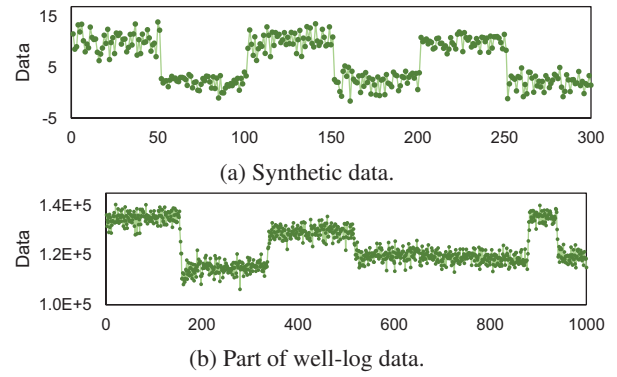 15
5
-5
Data
0 50 100 150 200 250 300
(a) Synthetic data.
1.4E+5
1.2E+5
1.0E+5
Data
0 200 400 600 800 1000
(b) Part of well-log data.